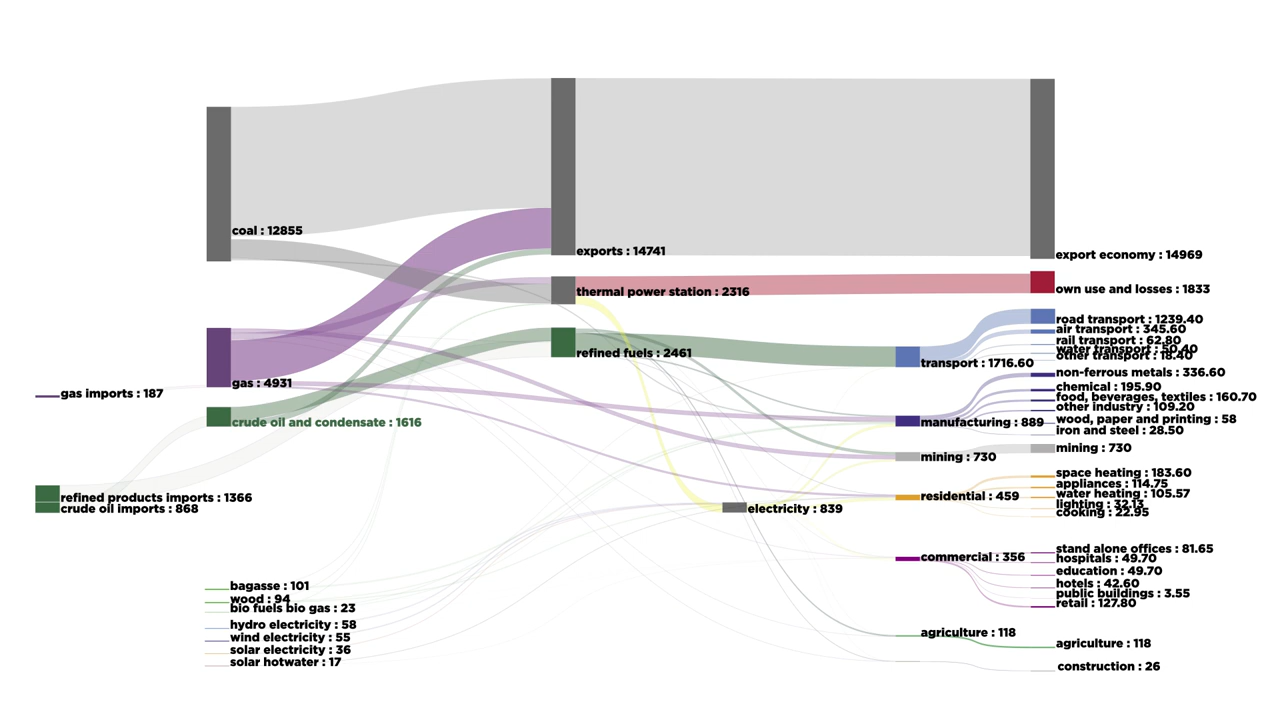 gas imports : 187
refined products imports : 1366
crude oil imports : 868
coal : 12855
gas : 4931
crude oil and condensate : 1616
bagasse : 101
wood : 94
bio fuels bio gas : 23
hydro electricity : 58
wind electricity : 55
solar electricity : 36
solar hotwater : 17
exports : 14741
thermal power station : 2316
refined fuels : 2461
electricity : 839
transport : 1716.60
manufacturing : 889
mining : 730
residential : 459
commercial : 356
agriculture : 118
export economy : 14969
own use and losses : 1833
road transport : 1239.40
air transport : 345.60
rail transport : 62.80
water transport : 50.40
other transport : 18.40
non-ferrous metals : 336.60
chemical : 195.90
food, beverages, textiles : 160.70
other industry : 109.20
wood, paper and printing : 58
iron and steel : 28.50
mining : 730
space heating : 183.60
appliances : 114.75
water heating : 105.57
lighting : 32.13
cooking : 22.95
stand alone offices : 81.65
hospitals : 49.70
education : 49.70
hotels : 42.60
public buildings : 3.55
retail : 127.80
agriculture : 118
construction : 26